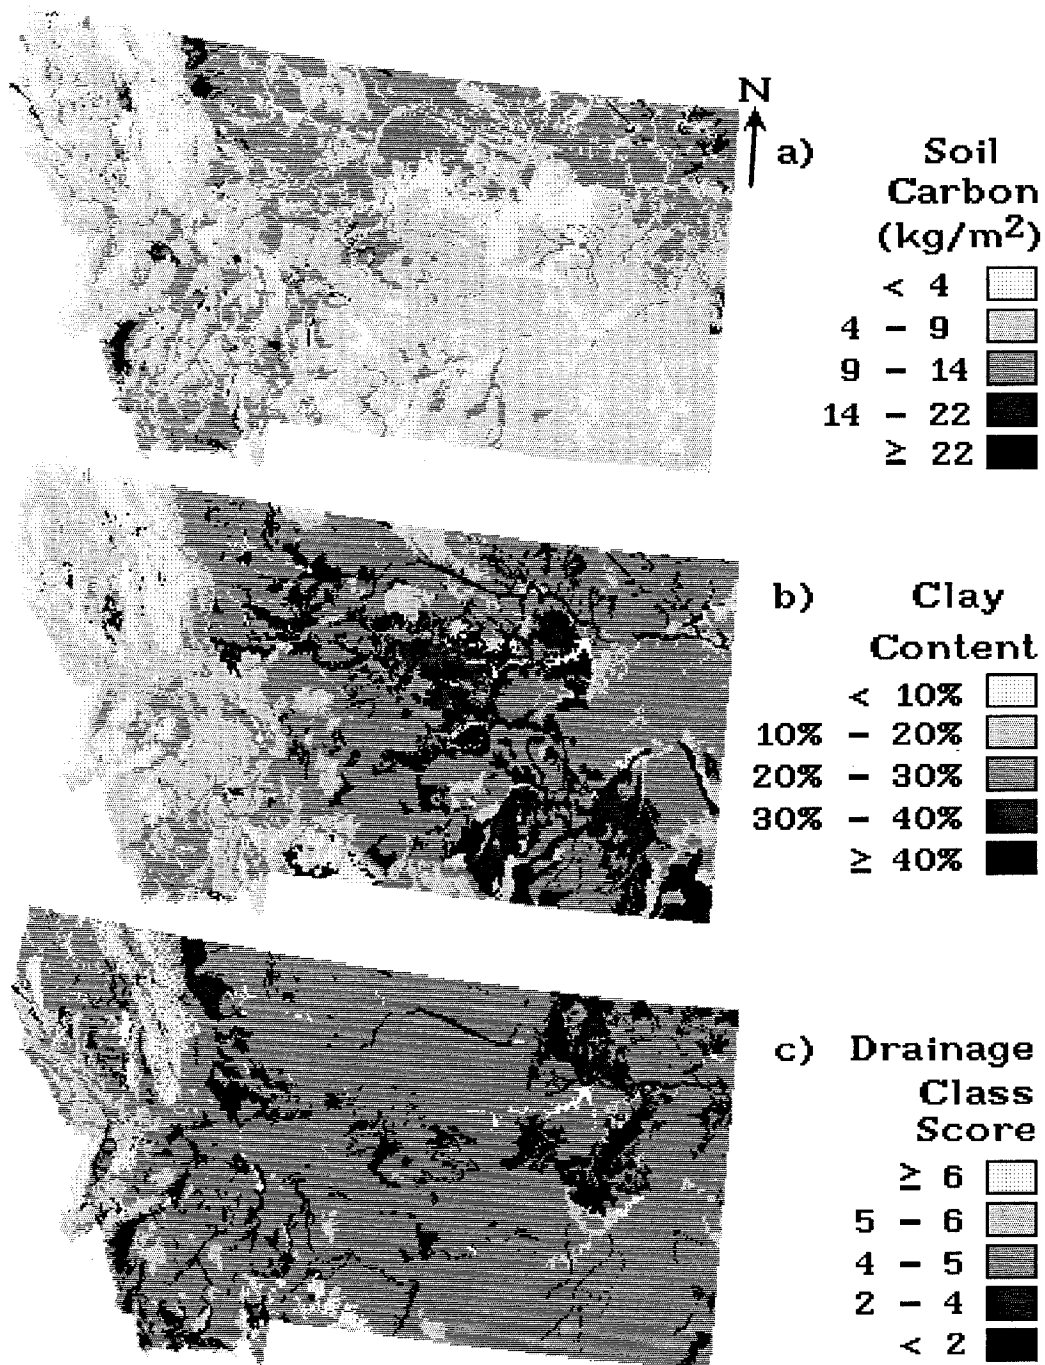 N
a) Soil
Carbon
(kg/m²)
< 4
4 – 9
9 – 14
14 – 22
≥ 22
b) Clay
Content
< 10%
10% – 20%
20% – 30%
30% – 40%
≥ 40%
c) Drainage
Class
Score
≥ 6
5 – 6
4 – 5
2 – 4
< 2